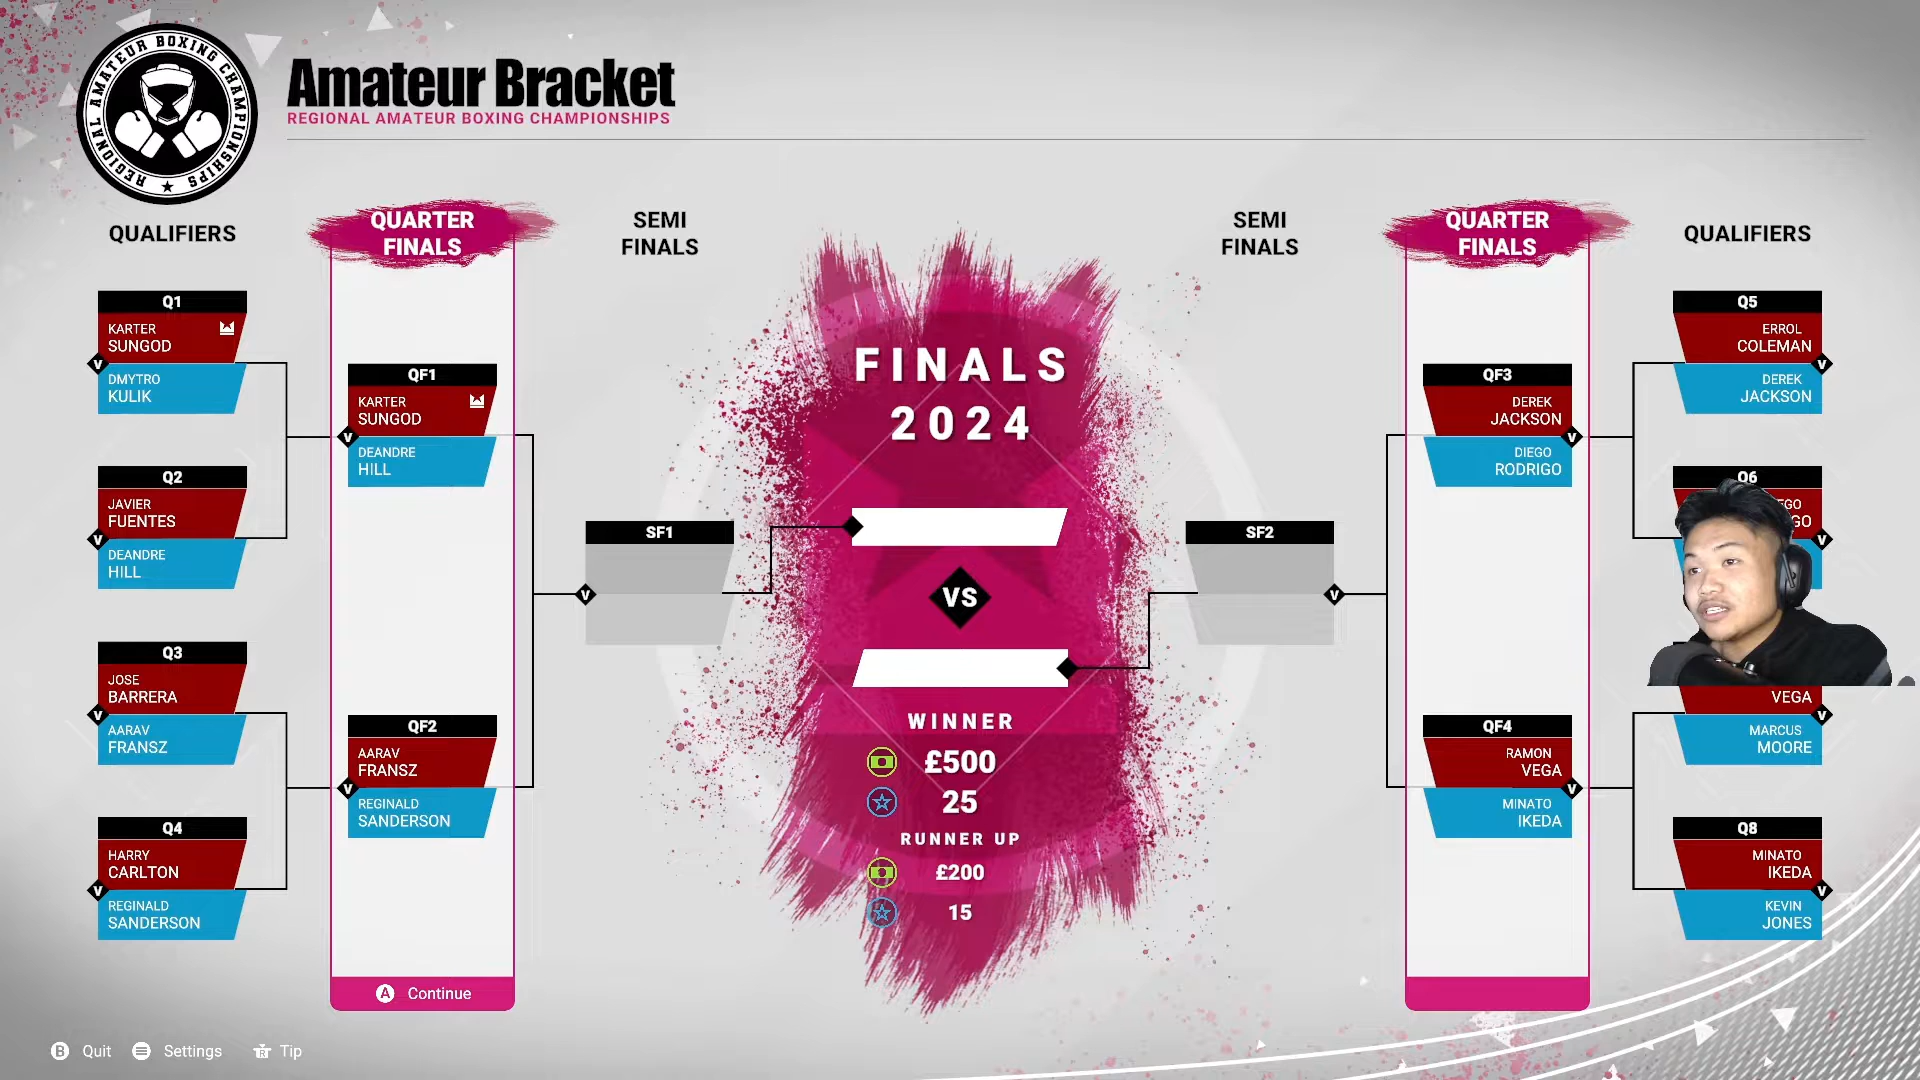 REGIONAL AMATEUR BOXING CHAMPIONSHIPS
Amateur Bracket
REGIONAL AMATEUR BOXING CHAMPIONSHIPS
QUALIFIERS
QUARTER
FINALS
SEMI
FINALS
SEMI
FINALS
QUARTER
FINALS
QUALIFIERS
Q1
KARTER
SUNGOD
V
DMYTRO
KULIK
Q2
JAVIER
FUENTES
V
DEANDRE
HILL
Q3
JOSE
BARRERA
V
AARAV
FRANSZ
Q4
HARRY
CARLTON
V
REGINALD
SANDERSON
QF1
KARTER
SUNGOD
V
DEANDRE
HILL
QF2
AARAV
FRANSZ
V
REGINALD
SANDERSON
A Continue
SF1
V
FINALS
2024
VS
WINNER
£500
25
RUNNER UP
£200
15
SF2
V
QF3
DEREK
JACKSON
V
DIEGO
RODRIGO
QF4
RAMON
VEGA
V
MINATO
IKEDA
Q5
ERROL
COLEMAN
V
DEREK
JACKSON
Q6
V
VEGA
V
MARCUS
MOORE
Q8
MINATO
IKEDA
V
KEVIN
JONES
B Quit
Settings
R Tip